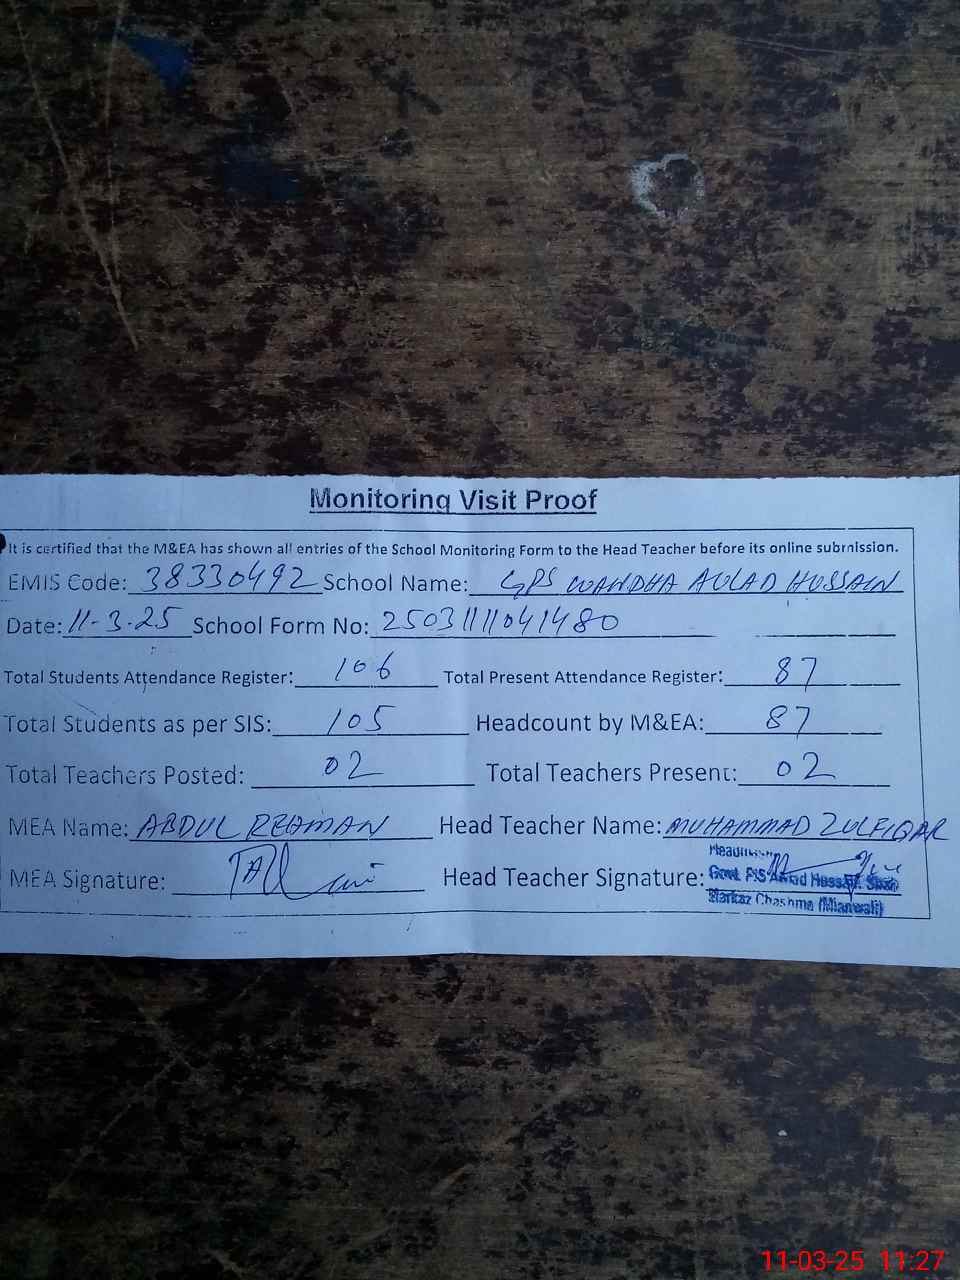 Monitoring Visit Proof
It is certified that the M&EA has shown all entries of the School Monitoring Form to the Head Teacher before its online submission.
EMIS Code: 38330492 School Name: GPS WANDHA AULAD HUSSAIN
Date: 11-3-25 School Form No: 25031111041480
Total Students Attendance Register: 106 Total Present Attendance Register: 87
Total Students as per SIS: 105 Headcount by M&EA: 87
Total Teachers Posted: 02 Total Teachers Present: 02
MEA Name: ABDUL REHMAN Head Teacher Name: MUHAMMAD ZULFIQAR
MEA Signature: Head Teacher Signature:
Govt. P/S Hussain Shah
Markaz Chashma (Mianwali)
11-03-25 11:27